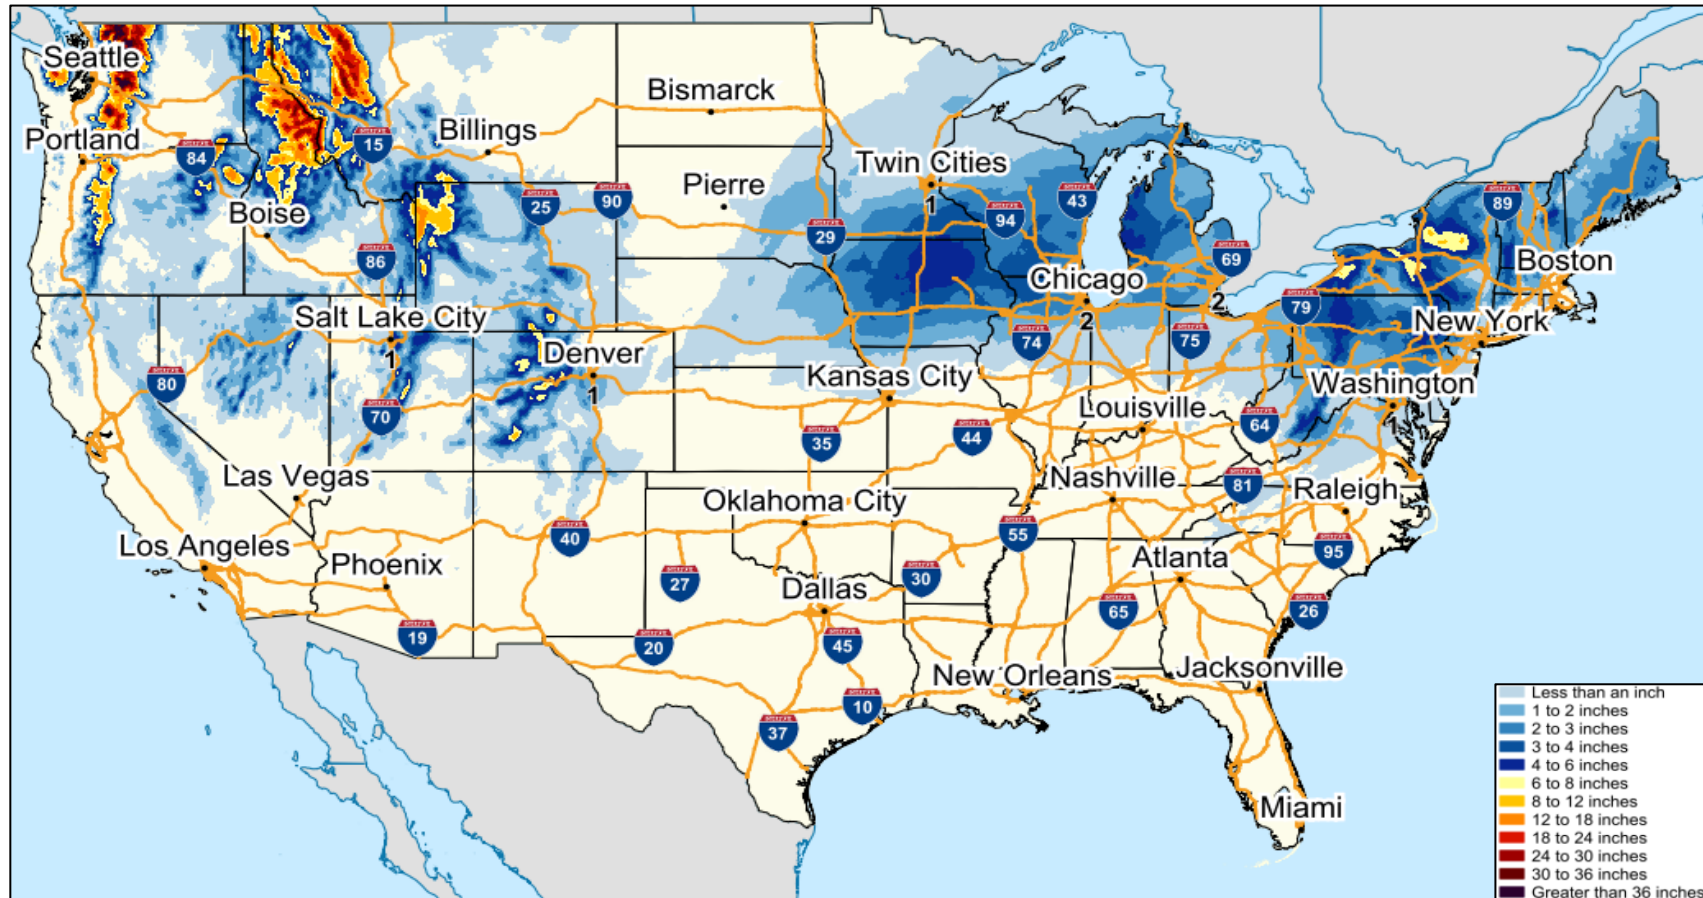 Seattle
Bismarck
Portland
84
15
Billings
Twin Cities
Pierre
1
25
90
43
94
89
Boise
29
86
69
Boston
Chicago
2
2
79
Salt Lake City
1
74
75
New York
Denver
1
80
70
Kansas City
Washington
1
Louisville
64
35
44
Las Vegas
Nashville
81
Raleigh
Oklahoma City
40
55
95
Los Angeles
Phoenix
Atlanta
27
30
Dallas
65
26
19
20
45
New Orleans
Jacksonville
10
37
Miami
Less than an inch
1 to 2 inches
2 to 3 inches
3 to 4 inches
4 to 6 inches
6 to 8 inches
8 to 12 inches
12 to 18 inches
18 to 24 inches
24 to 30 inches
30 to 36 inches
Greater than 36 inches